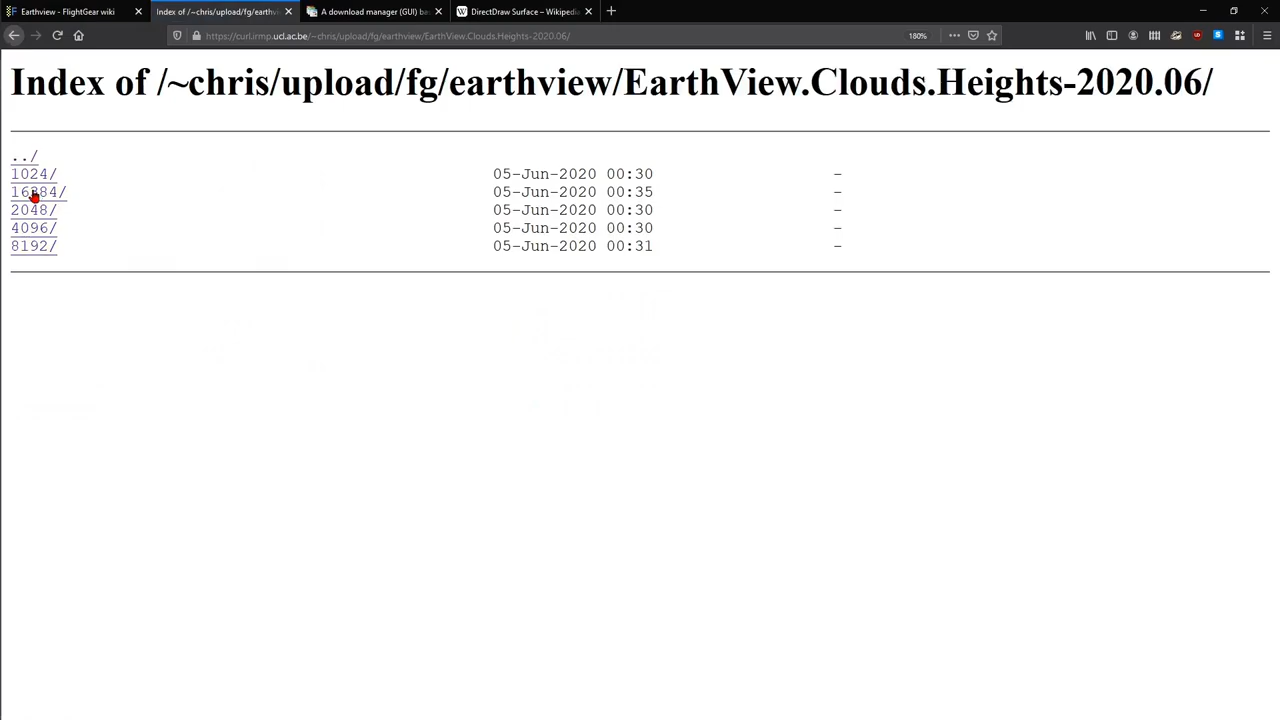 Earthview - FlightGear wiki
Index of /~chris/upload/fg/earthvi
A download manager (GUI) bas
DirectDraw Surface – Wikipedia
https://curl.irmp.ucl.ac.be/~chris/upload/fg/earthview/EarthView.Clouds.Heights-2020.06/
180%
Index of /~chris/upload/fg/earthview/EarthView.Clouds.Heights-2020.06/
../
1024/ 05-Jun-2020 00:30 -
16384/ 05-Jun-2020 00:35 -
2048/ 05-Jun-2020 00:30 -
4096/ 05-Jun-2020 00:30 -
8192/ 05-Jun-2020 00:31 -